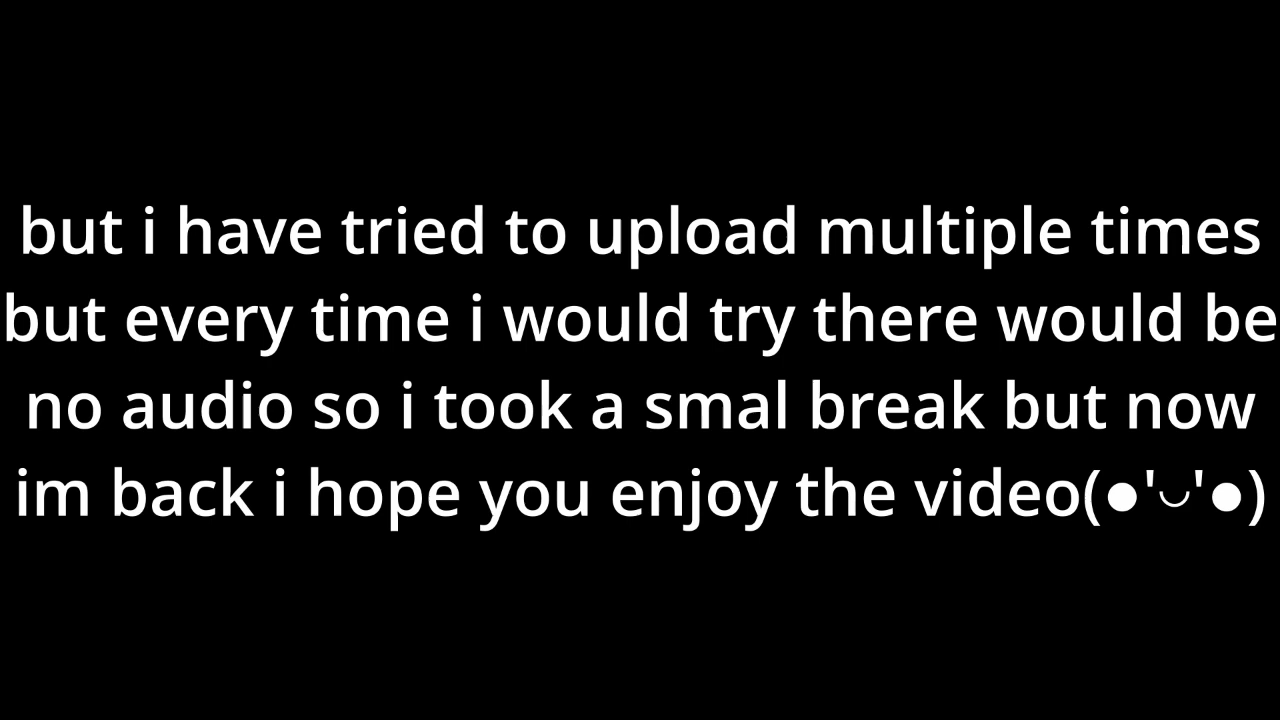 but i have tried to upload multiple times
but every time i would try there would be
no audio so i took a smal break but now
im back i hope you enjoy the video(●'◡'●)